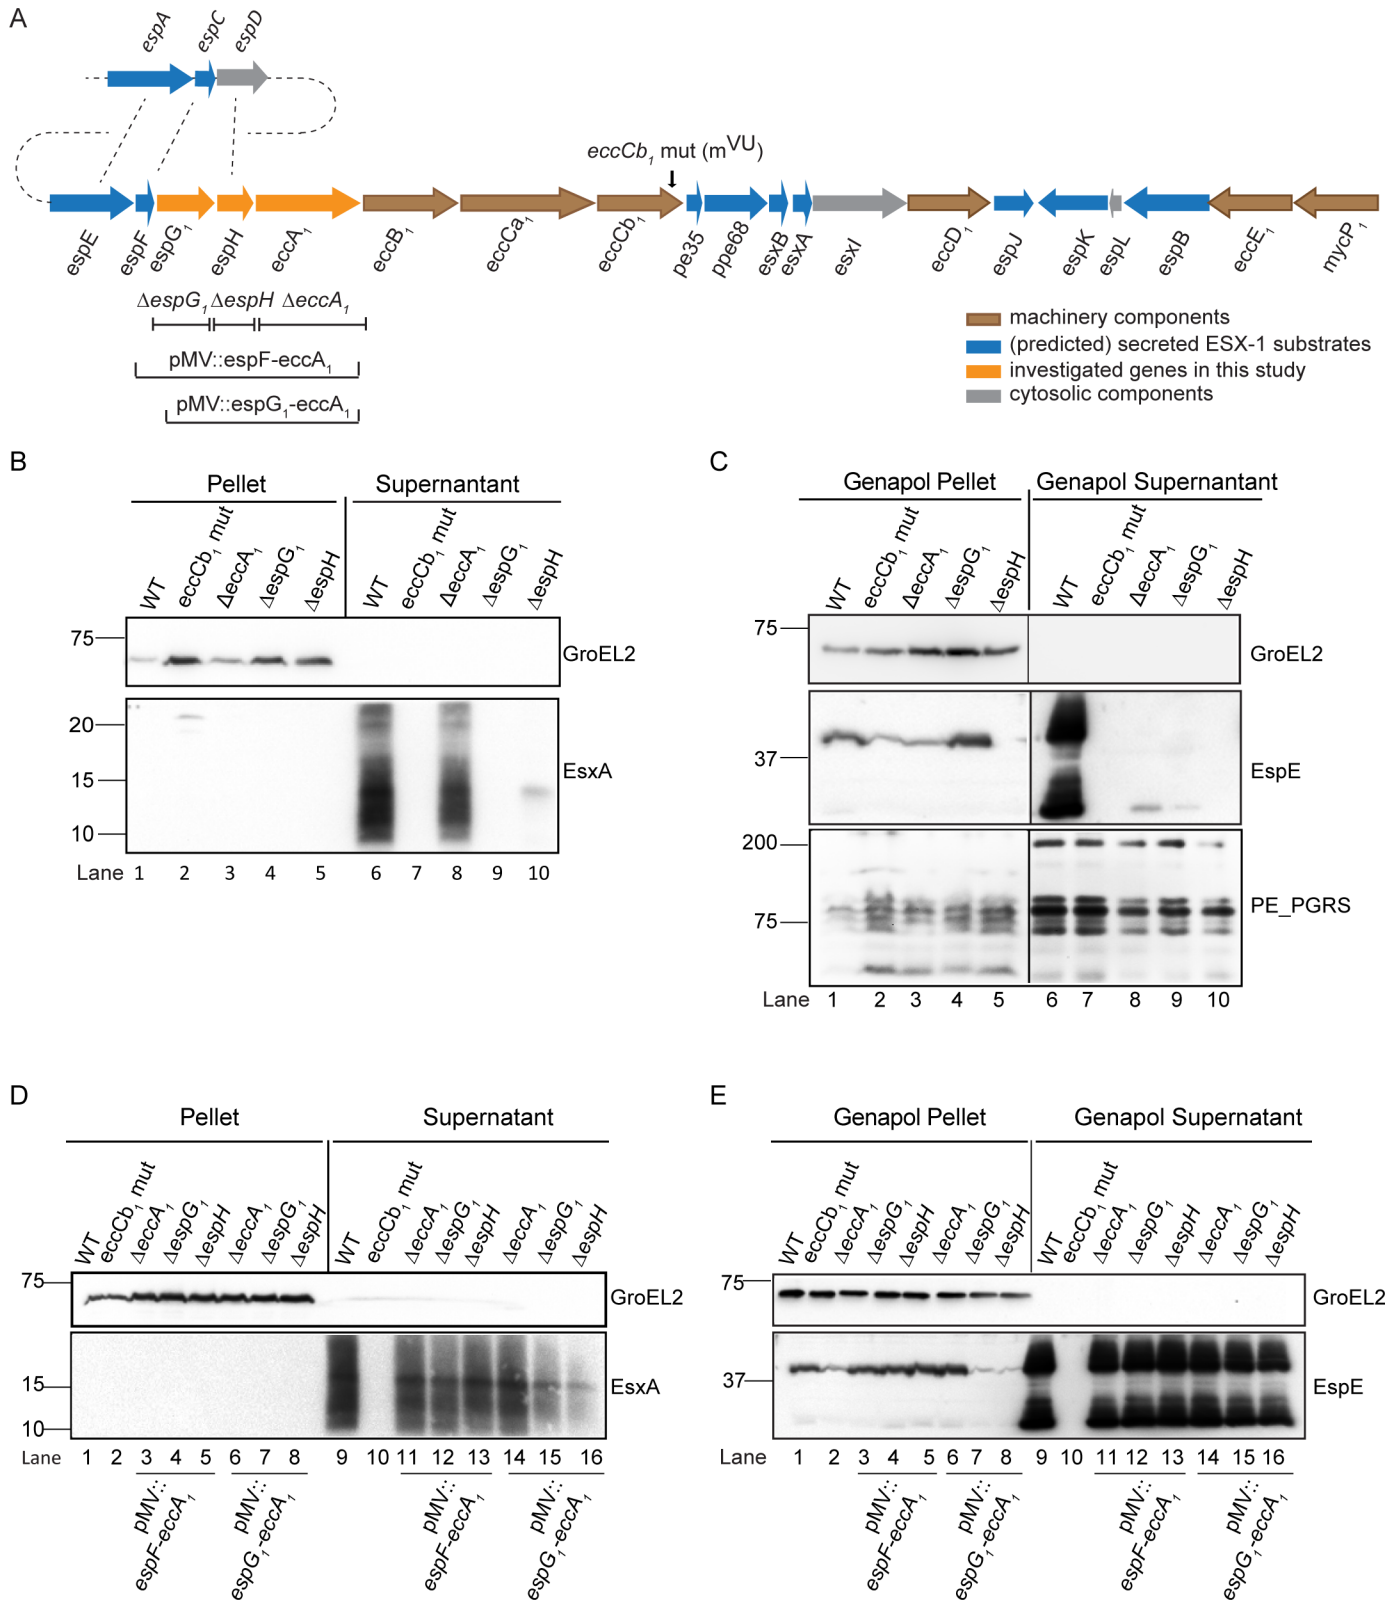 A
espA espC espD
eccCb1 mut (mVU)
espE espF espG1 espH eccA1 eccB1 eccCa1 eccCb1 pe35 ppe68 esxB esxA esxI eccD1 espJ espK espL espB eccE1 mycP1
ΔespG1 ΔespH ΔeccA1
pMV::espF-eccA1
pMV::espG1-eccA1
machinery components
(predicted) secreted ESX-1 substrates
investigated genes in this study
cytosolic components
B
Pellet Supernantant
WT eccCb1 mut ΔeccA1 ΔespG1 ΔespH WT eccCb1 mut ΔeccA1 ΔespG1 ΔespH
75 GroEL2
20
15 EsxA
10
Lane 1 2 3 4 5 6 7 8 9 10
C
Genapol Pellet Genapol Supernantant
WT eccCb1 mut ΔeccA1 ΔespG1 ΔespH WT eccCb1 mut ΔeccA1 ΔespG1 ΔespH
75 GroEL2
37 EspE
200
75 PE_PGRS
Lane 1 2 3 4 5 6 7 8 9 10
D
Pellet Supernatant
WT eccCb1 mut ΔeccA1 ΔespG1 ΔespH ΔeccA1 ΔespG1 ΔespH WT eccCb1 mut ΔeccA1 ΔespG1 ΔespH ΔeccA1 ΔespG1 ΔespH
75 GroEL2
15 EsxA
10
Lane 1 2 3 4 5 6 7 8 9 10 11 12 13 14 15 16
pMV:: pMV:: pMV:: pMV::
espF-eccA1 espG1-eccA1 espF-eccA1 espG1-eccA1
E
Genapol Pellet Genapol Supernatant
WT eccCb1 mut ΔeccA1 ΔespG1 ΔespH ΔeccA1 ΔespG1 ΔespH WT eccCb1 mut ΔeccA1 ΔespG1 ΔespH ΔeccA1 ΔespG1 ΔespH
75 GroEL2
37 EspE
Lane 1 2 3 4 5 6 7 8 9 10 11 12 13 14 15 16
pMV:: pMV:: pMV:: pMV::
espF-eccA1 espG1-eccA1 espF-eccA1 espG1-eccA1